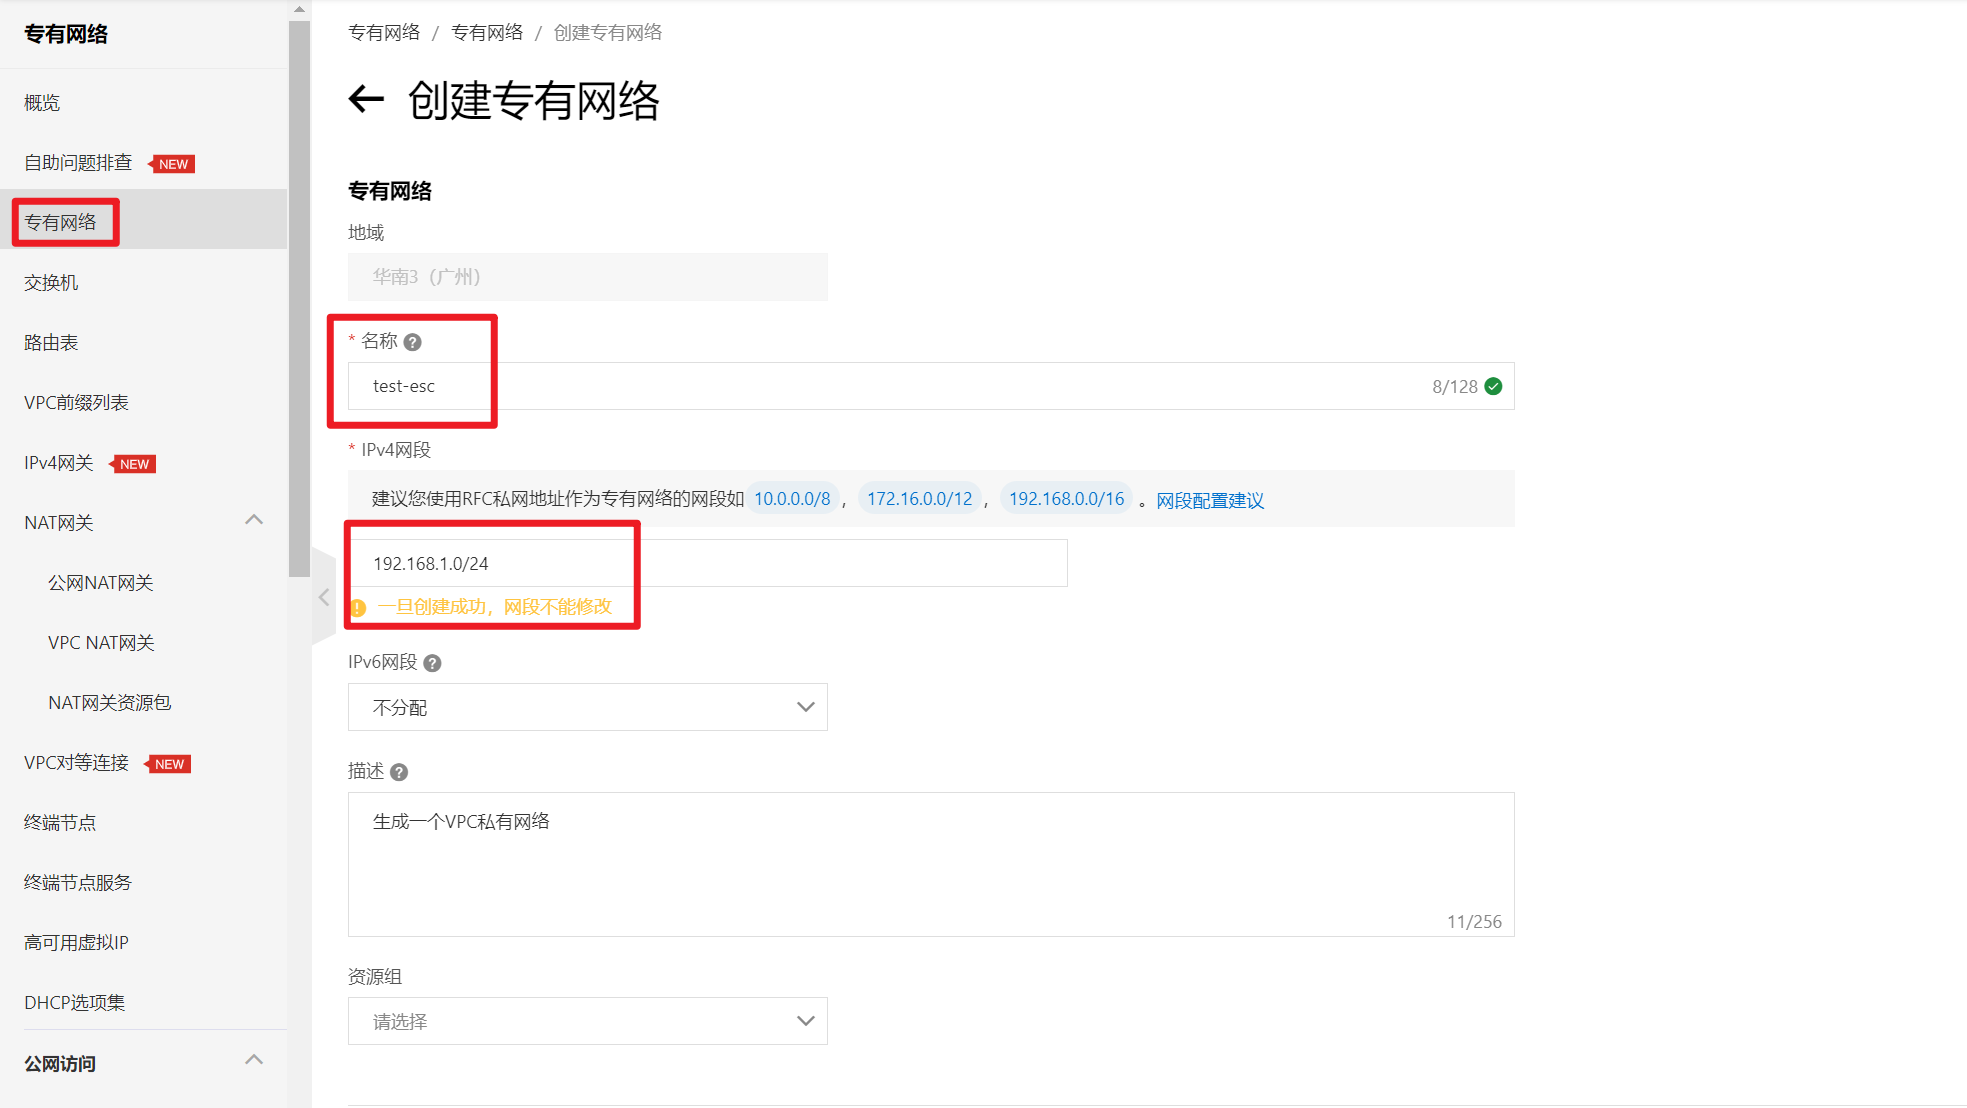 专有网络
概览
自助问题排查 NEW
专有网络
交换机
路由表
VPC前缀列表
IPv4网关 NEW
NAT网关
公网NAT网关
VPC NAT网关
NAT网关资源包
VPC对等连接 NEW
终端节点
终端节点服务
高可用虚拟IP
DHCP选项集
公网访问
专有网络 / 专有网络 / 创建专有网络
创建专有网络
专有网络
地域
华南3（广州）
* 名称 ?
test-esc 8/128
* IPv4网段
建议您使用RFC私网地址作为专有网络的网段如 10.0.0.0/8 ， 172.16.0.0/12 ， 192.168.0.0/16 。网段配置建议
192.168.1.0/24
! 一旦创建成功，网段不能修改
IPv6网段 ?
不分配
描述 ?
生成一个VPC私有网络
11/256
资源组
请选择